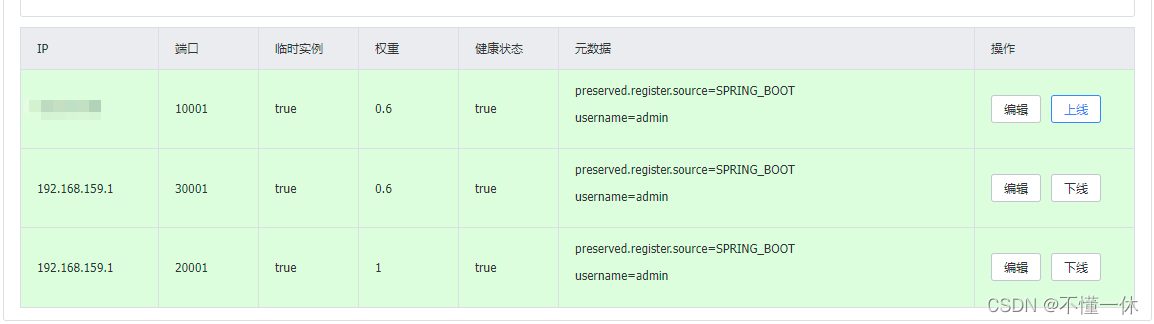 IP 端口 临时实例 权重 健康状态 元数据 操作
preserved.register.source=SPRING_BOOT
10001 true 0.6 true 编辑 上线
username=admin
preserved.register.source=SPRING_BOOT
192.168.159.1 30001 true 0.6 true 编辑 下线
username=admin
preserved.register.source=SPRING_BOOT
192.168.159.1 20001 true 1 true 编辑 下线
username=admin
CSDN @不懂一休